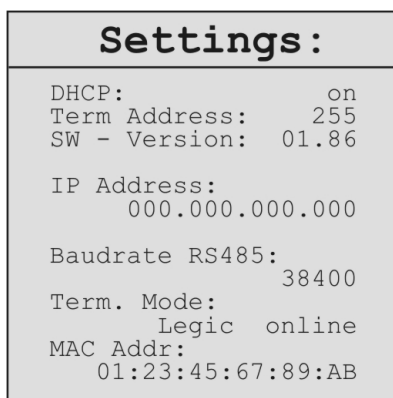 Settings:
DHCP: on
Term Address: 255
SW - Version: 01.86
IP Address:
000.000.000.000
Baudrate RS485:
38400
Term. Mode:
Legic online
MAC Addr:
01:23:45:67:89:AB